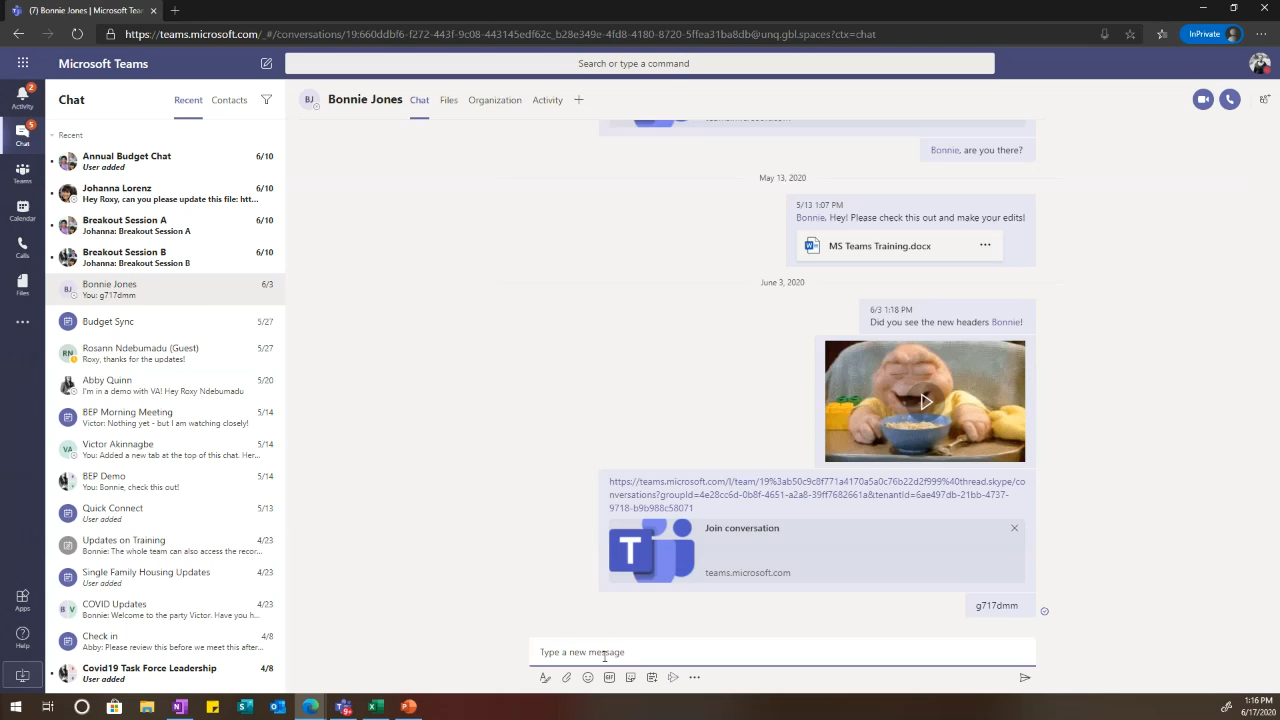 (7) Bonnie Jones | Microsoft Tear
https://teams.microsoft.com/_#/conversations/19:660ddbf6-f272-443f-9c08-443145edf62c_b28e349e-4fd8-4180-8720-5ffea31ba8db@unq.gbl.spaces?ctx=chat
InPrivate
Microsoft Teams
Search or type a command
Activity
2
Chat
5
Teams
Calendar
Calls
Files
Apps
Help
Chat
Recent
Contacts
Recent
Annual Budget Chat 6/10
User added
Johanna Lorenz 6/10
Hey Roxy, can you please update this file: htt...
Breakout Session A 6/10
Johanna: Breakout Session A
Breakout Session B 6/10
Johanna: Breakout Session B
BJ
Bonnie Jones 6/3
You: g717dmm
Budget Sync 5/27
RN
Rosann Ndebumadu (Guest) 5/27
Roxy, thanks for the updates!
Abby Quinn 5/20
I'm in a demo with VA! Hey Roxy Ndebumadu
BEP Morning Meeting 5/14
Victor: Nothing yet - but I am watching closely!
VA
Victor Akinnagbe 5/14
You: Added a new tab at the top of this chat. Her...
BEP Demo 5/14
You: Bonnie, check this out!
Quick Connect 5/13
User added
Updates on Training 4/23
Bonnie: The whole team can also access the recor...
Single Family Housing Updates 4/23
User added
B V
COVID Updates 4/23
Bonnie: Welcome to the party Victor. Have you h...
Check in 4/8
Abby: Please review this before we meet this after...
Covid19 Task Force Leadership 4/8
User added
BJ
Bonnie Jones
Chat
Files
Organization
Activity
Bonnie, are you there?
May 13, 2020
5/13 1:07 PM
Bonnie, Hey! Please check this out and make your edits!
MS Teams Training.docx
June 3, 2020
6/3 1:18 PM
Did you see the new headers Bonnie!
https://teams.microsoft.com/l/team/19%3ab50c9c8f771a4170a5a0c76b22d2f999%40thread.skype/co
nversations?groupId=4e28cc6d-0b8f-4651-a2a8-39ff7682661a&tenantId=6ae497db-21bb-4737-
9718-b9b988c58071
T
Join conversation
teams.microsoft.com
g717dmm
Type a new message
GIF
1:16 PM
6/17/2020